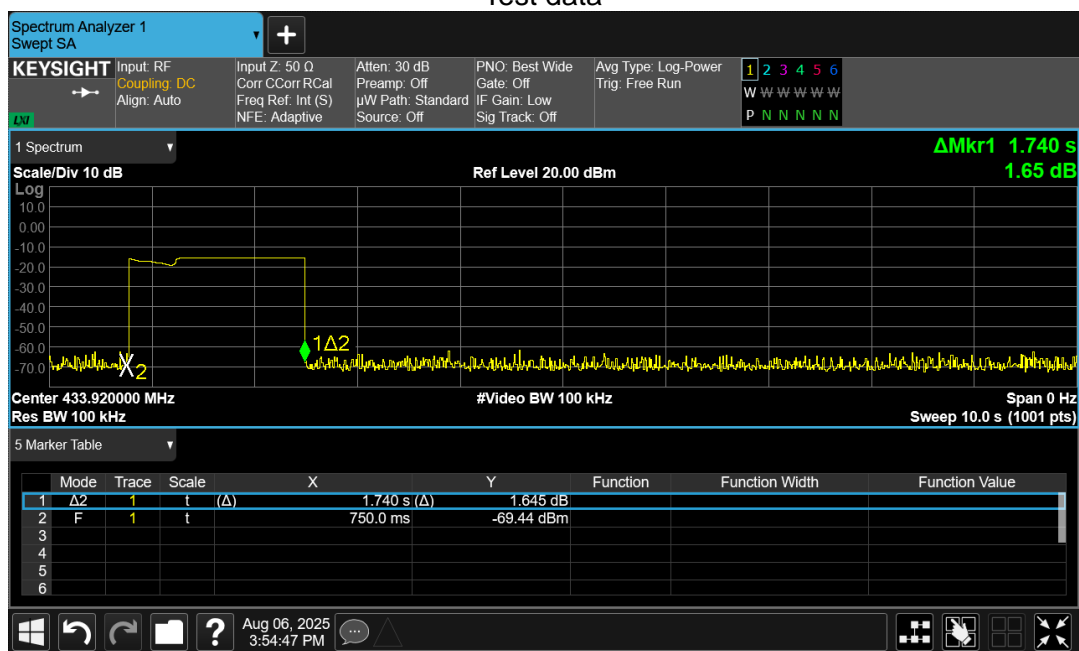 Test data
Spectrum Analyzer 1
Swept SA
+
KEYSIGHT
Input: RF
Coupling: DC
Align: Auto
LXI
Input Z: 50 Ω
Corr CCorr RCal
Freq Ref: Int (S)
NFE: Adaptive
Atten: 30 dB
Preamp: Off
µW Path: Standard
Source: Off
PNO: Best Wide
Gate: Off
IF Gain: Low
Sig Track: Off
Avg Type: Log-Power
Trig: Free Run
1 2 3 4 5 6
W W W W W W
P N N N N N
1 Spectrum
ΔMkr1 1.740 s
1.65 dB
Scale/Div 10 dB
Ref Level 20.00 dBm
Log
10.0
0.00
-10.0
-20.0
-30.0
-40.0
-50.0
-60.0
-70.0
1Δ2
X2
Center 433.920000 MHz
#Video BW 100 kHz
Span 0 Hz
Res BW 100 kHz
Sweep 10.0 s (1001 pts)
5 Marker Table
Mode Trace Scale X Y Function Function Width Function Value
1 Δ2 1 t (Δ) 1.740 s (Δ) 1.645 dB
2 F 1 t 750.0 ms -69.44 dBm
3
4
5
6
?
Aug 06, 2025
3:54:47 PM